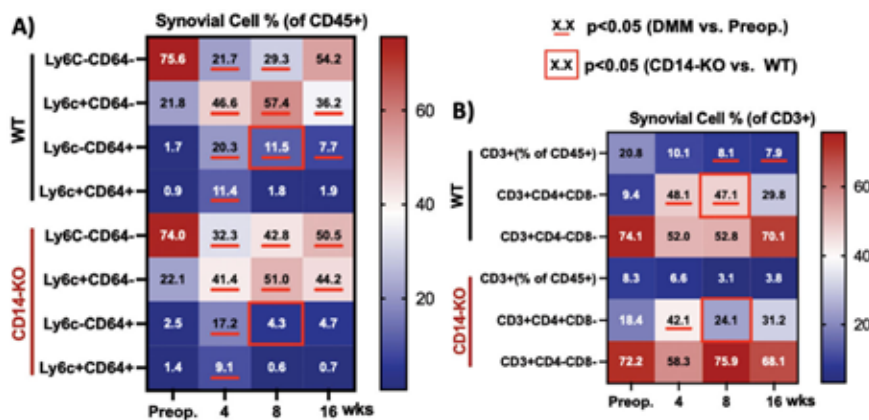 A)
Synovial Cell % (of CD45+)
WT
Ly6C-CD64- 75.6 21.7 29.3 54.2
Ly6c+CD64- 21.8 46.6 57.4 36.2
Ly6c-CD64+ 1.7 20.3 11.5 7.7
Ly6c+CD64+ 0.9 11.4 1.8 1.9
CD14-KO
Ly6C-CD64- 74.0 32.3 42.8 50.5
Ly6c+CD64- 22.1 41.4 51.0 44.2
Ly6c-CD64+ 2.5 17.2 4.3 4.7
Ly6c+CD64+ 1.4 9.1 0.6 0.7
Preop. 4 8 16 wks
60
40
20
X.X p<0.05 (DMM vs. Preop.)
X.X p<0.05 (CD14-KO vs. WT)
B)
Synovial Cell % (of CD3+)
WT
CD3+(% of CD45+) 20.8 10.1 8.1 7.9
CD3+CD4+CD8- 9.4 48.1 47.1 29.8
CD3+CD4-CD8- 74.1 52.0 52.8 70.1
CD14-KO
CD3+(% of CD45+) 8.3 6.6 3.1 3.8
CD3+CD4+CD8- 18.4 42.1 24.1 31.2
CD3+CD4-CD8- 72.2 58.3 75.9 68.1
Preop. 4 8 16 wks
60
40
20